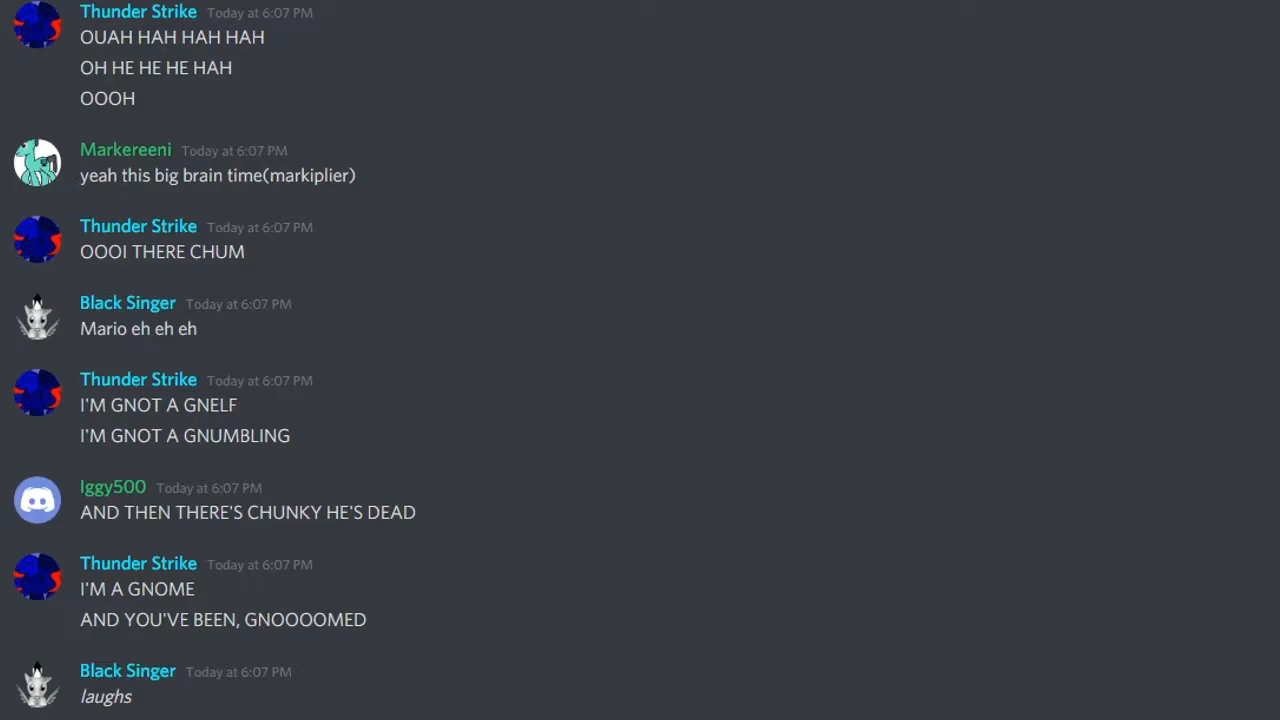 Thunder Strike Today at 6:07 PM
OUAH HAH HAH HAH
OH HE HE HE HAH
OOOH
Markereeni Today at 6:07 PM
yeah this big brain time(markiplier)
Thunder Strike Today at 6:07 PM
OOOI THERE CHUM
Black Singer Today at 6:07 PM
Mario eh eh eh
Thunder Strike Today at 6:07 PM
I'M GNOT A GNELF
I'M GNOT A GNUMBLING
Iggy500 Today at 6:07 PM
AND THEN THERE'S CHUNKY HE'S DEAD
Thunder Strike Today at 6:07 PM
I'M A GNOME
AND YOU'VE BEEN, GNOOOOMED
Black Singer Today at 6:07 PM
laughs